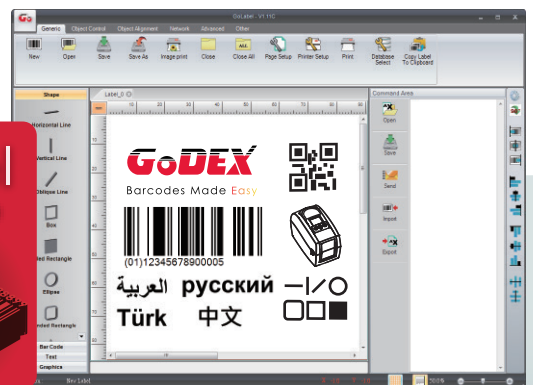 Go
GoLabel V1.11C
Generic Object Control Object Alignment Network Advanced Other
New Open Save Save As Image print Close Close All Page Setup Printer Setup Print Database Select Copy Label To Clipboard
Shape
Label_0
Command Area
Horizontal Line
Vertical Line
Oblique Line
Box
Ellipse
Bar Code
Text
Graphics
Open
Save
Send
Import
Export
GoDEX
Barcodes Made Easy
(01)12345678900005
العربية русский
Türk 中文
New Label